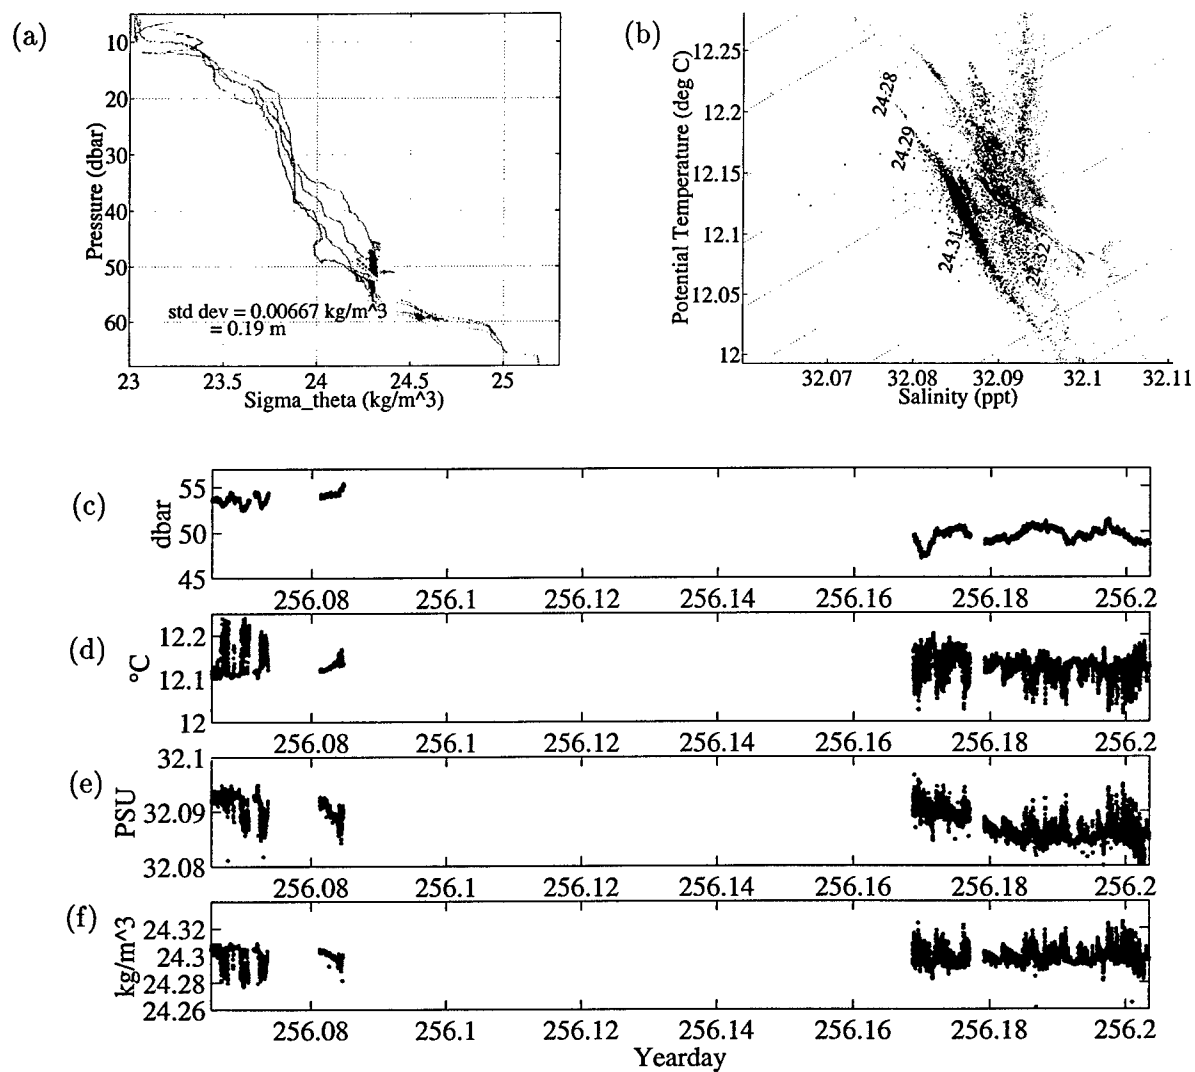 (a)
Pressure (dbar)
10
20
30
40
50
60
std dev = 0.00667 kg/m^3
= 0.19 m
23
23.5
24
24.5
25
Sigma_theta (kg/m^3)
(b)
Potential Temperature (deg C)
12.25
12.2
12.15
12.1
12.05
12
24.28
24.29
24.31
24.32
32.07
32.08
32.09
32.1
32.11
Salinity (ppt)
(c)
dbar
55
50
45
256.08 256.1 256.12 256.14 256.16 256.18 256.2
(d)
°C
12.2
12.1
12
256.08 256.1 256.12 256.14 256.16 256.18 256.2
(e)
PSU
32.1
32.09
32.08
256.08 256.1 256.12 256.14 256.16 256.18 256.2
(f)
kg/m^3
24.32
24.3
24.28
24.26
256.08 256.1 256.12 256.14 256.16 256.18 256.2
Yearday